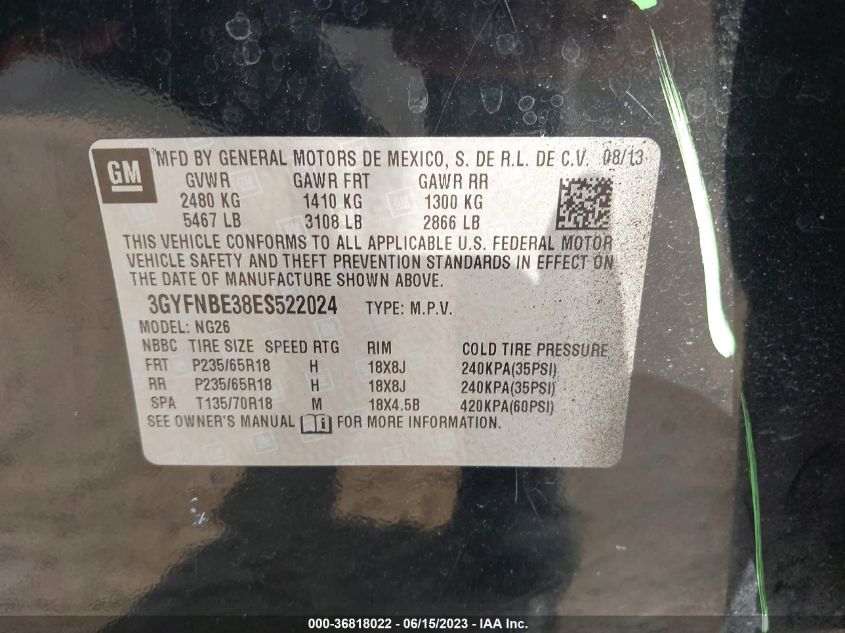 GM
MFD BY GENERAL MOTORS DE MEXICO, S. DE R.L. DE C.V. 08/13
GVWR GAWR FRT GAWR RR
2480 KG 1410 KG 1300 KG
5467 LB 3108 LB 2866 LB
THIS VEHICLE CONFORMS TO ALL APPLICABLE U.S. FEDERAL MOTOR
VEHICLE SAFETY AND THEFT PREVENTION STANDARDS IN EFFECT ON
THE DATE OF MANUFACTURE SHOWN ABOVE.
3GYFNBE38ES522024 TYPE: M.P.V.
MODEL: NG26
NBBC TIRE SIZE SPEED RTG RIM COLD TIRE PRESSURE
FRT P235/65R18 H 18X8J 240KPA(35PSI)
RR P235/65R18 H 18X8J 240KPA(35PSI)
SPA T135/70R18 M 18X4.5B 420KPA(60PSI)
SEE OWNER'S MANUAL FOR MORE INFORMATION.
000-36818022 - 06/15/2023 - IAA Inc.